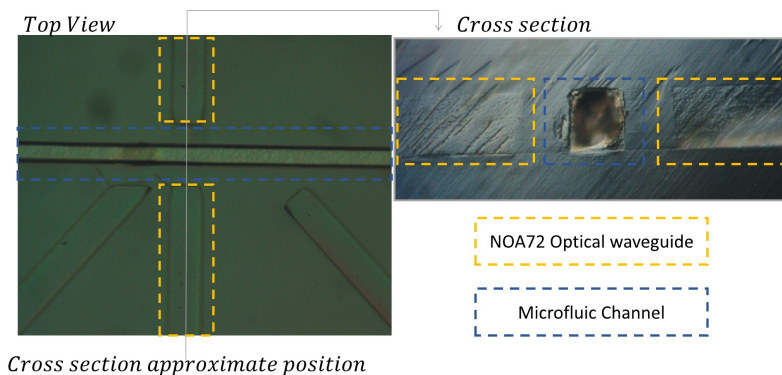 Top View
Cross section
NOA72 Optical waveguide
Microfluic Channel
Cross section approximate position